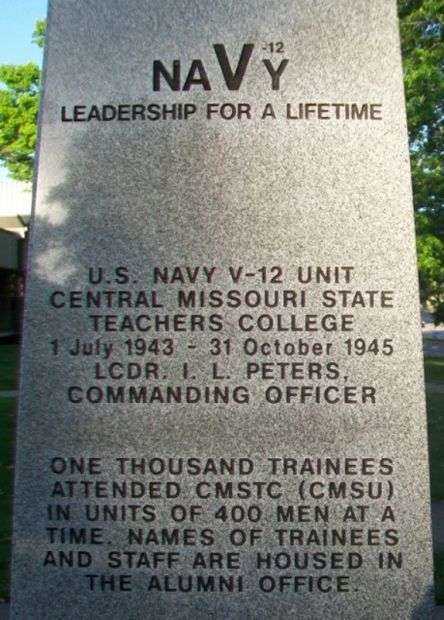 NAVY-12
LEADERSHIP FOR A LIFETIME
U.S. NAVY V-12 UNIT
CENTRAL MISSOURI STATE
TEACHERS COLLEGE
1 July 1943 - 31 October 1945
LCDR. I. L. PETERS,
COMMANDING OFFICER
ONE THOUSAND TRAINEES
ATTENDED CMSTC (CMSU)
IN UNITS OF 400 MEN AT A
TIME. NAMES OF TRAINEES
AND STAFF ARE HOUSED IN
THE ALUMNI OFFICE.